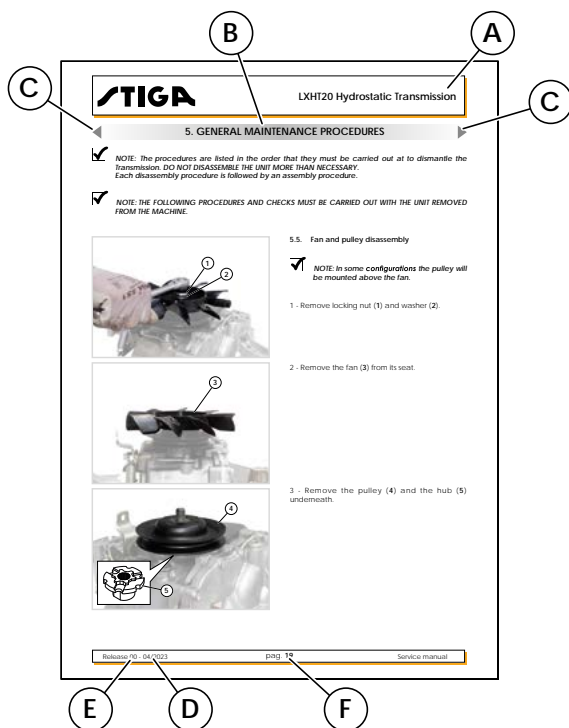 B
A
C
C
STIGA
LXHT20 Hydrostatic Transmission
5. GENERAL MAINTENANCE PROCEDURES
NOTE: The procedures are listed in the order that they must be carried out at to dismantle the
Transmission. DO NOT DISASSEMBLE THE UNIT MORE THAN NECESSARY.
Each disassembly procedure is followed by an assembly procedure.
NOTE: THE FOLLOWING PROCEDURES AND CHECKS MUST BE CARRIED OUT WITH THE UNIT REMOVED
FROM THE MACHINE.
1
2
5.5. Fan and pulley disassembly
NOTE: In some configurations the pulley will
be mounted above the fan.
1 - Remove locking nut (1) and washer (2).
3
2 - Remove the fan (3) from its seat.
4
5
3 - Remove the pulley (4) and the hub (5)
underneath.
Release 00 - 04/2023
pag. 19
Service manual
E
D
F